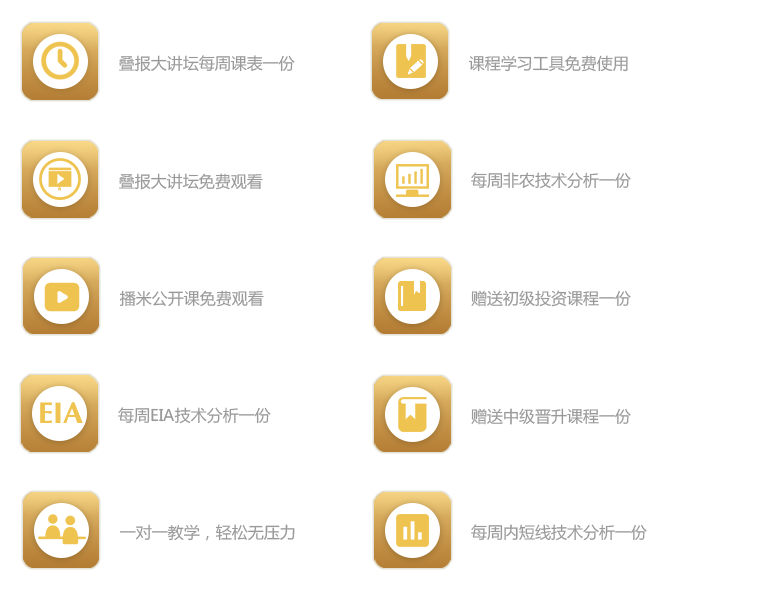 叠报大讲坛每周课表一份
课程学习工具免费使用
叠报大讲坛免费观看
每周非农技术分析一份
播米公开课免费观看
赠送初级投资课程一份
EIA
每周EIA技术分析一份
赠送中级晋升课程一份
一对一教学，轻松无压力
每周内短线技术分析一份